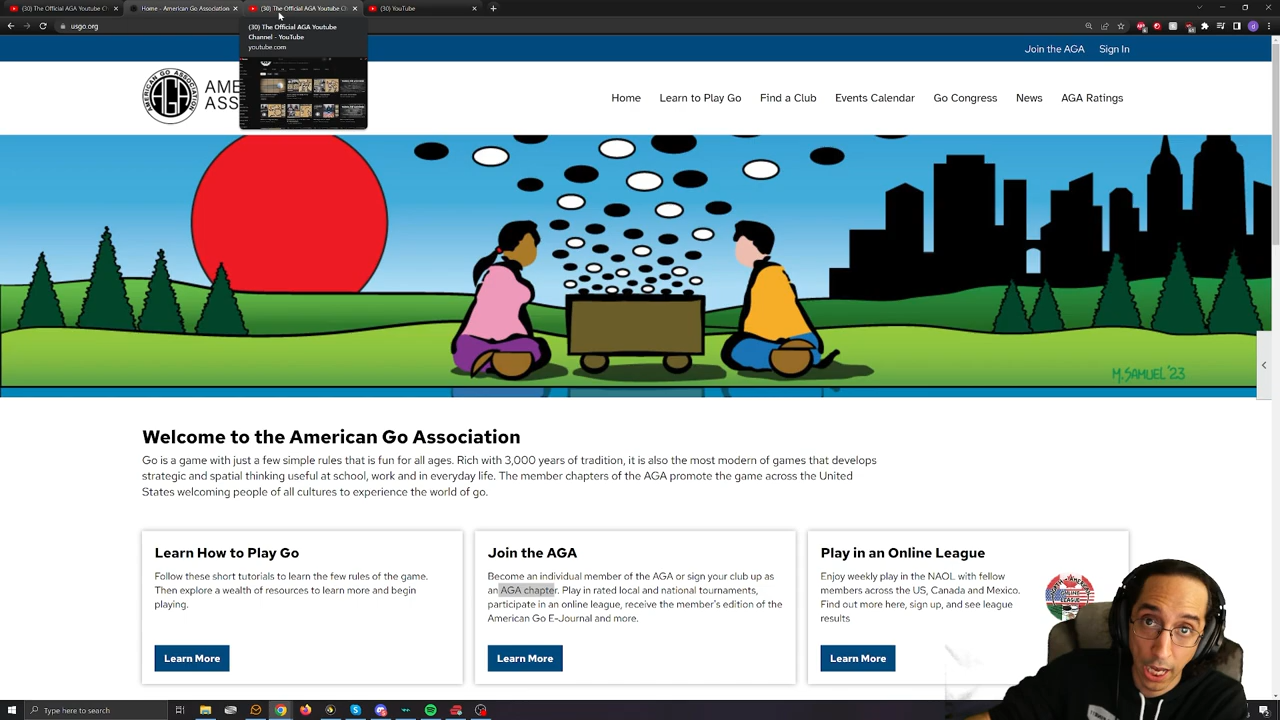 (30) The Official AGA Youtube Ch
Home - American Go Association
(30) The Official AGA Youtube Ch
(30) YouTube
usgo.org
(30) The Official AGA Youtube
Channel - YouTube
youtube.com
Join the AGA
Sign In
AME
ASS
Home
Learn to Play Go
Events Calendar
Congress
AGA Ratings
M. SAMUEL '23
Welcome to the American Go Association
Go is a game with just a few simple rules that is fun for all ages. Rich with 3,000 years of tradition, it is also the most modern of games that develops
strategic and spatial thinking useful at school, work and in everyday life. The member chapters of the AGA promote the game across the United
States welcoming people of all cultures to experience the world of go.
Learn How to Play Go
Follow these short tutorials to learn the few rules of the game.
Then explore a wealth of resources to learn more and begin
playing.
Learn More
Join the AGA
Become an individual member of the AGA or sign your club up as
an AGA chapter. Play in rated local and national tournaments,
participate in an online league, receive the member's edition of the
American Go E-Journal and more.
Learn More
Play in an Online League
Enjoy weekly play in the NAOL with fellow
members across the US, Canada and Mexico.
Find out more here, sign up, and see league
results
Learn More
Type here to search